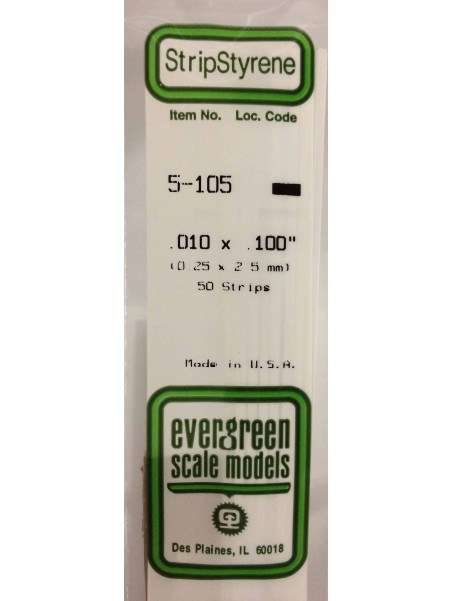 StripStyrene
Item No. Loc. Code
5-105
.010 x .100"
(0.25 x 2.5 mm)
50 Strips
Made in U.S.A.
evergreen
scale models
Des Plaines, IL 60018